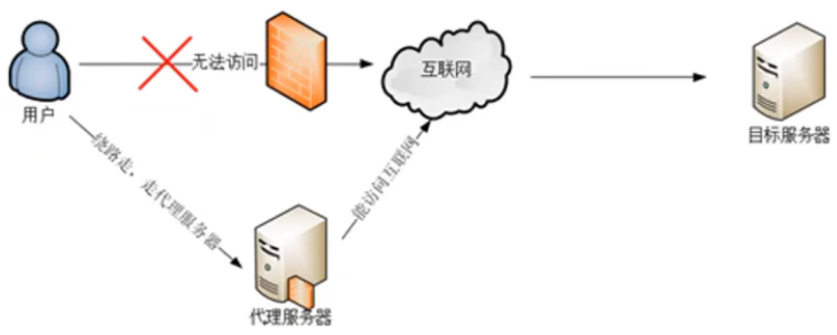 无法访问
互联网
用户
目标服务器
绕路走，走代理服务器
能访问互联网
代理服务器